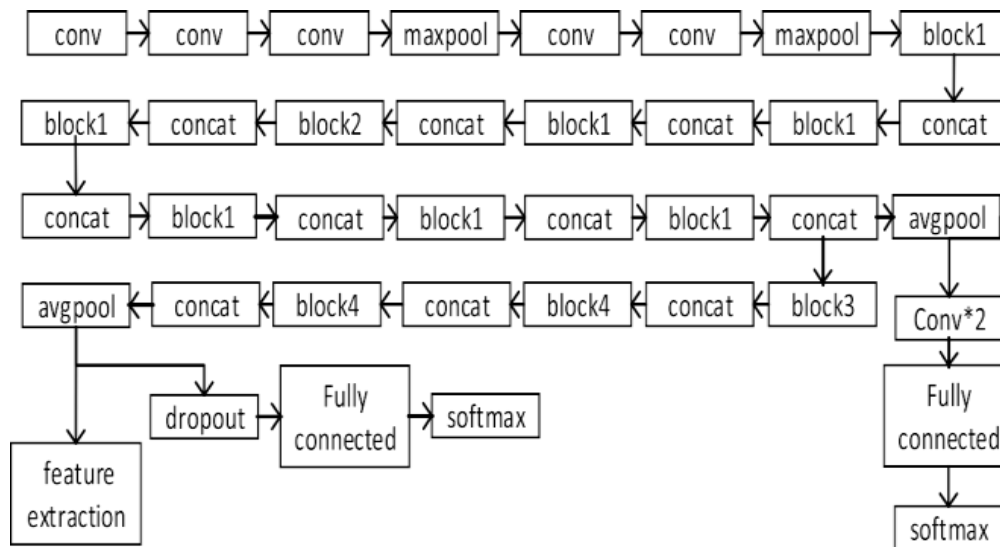 conv conv conv maxpool conv conv maxpool block1
block1 concat block2 concat block1 concat block1 concat
concat block1 concat block1 concat block1 concat avgpool
avgpool concat block4 concat block4 concat block3 Conv*2
dropout Fully connected softmax Fully connected
feature extraction softmax